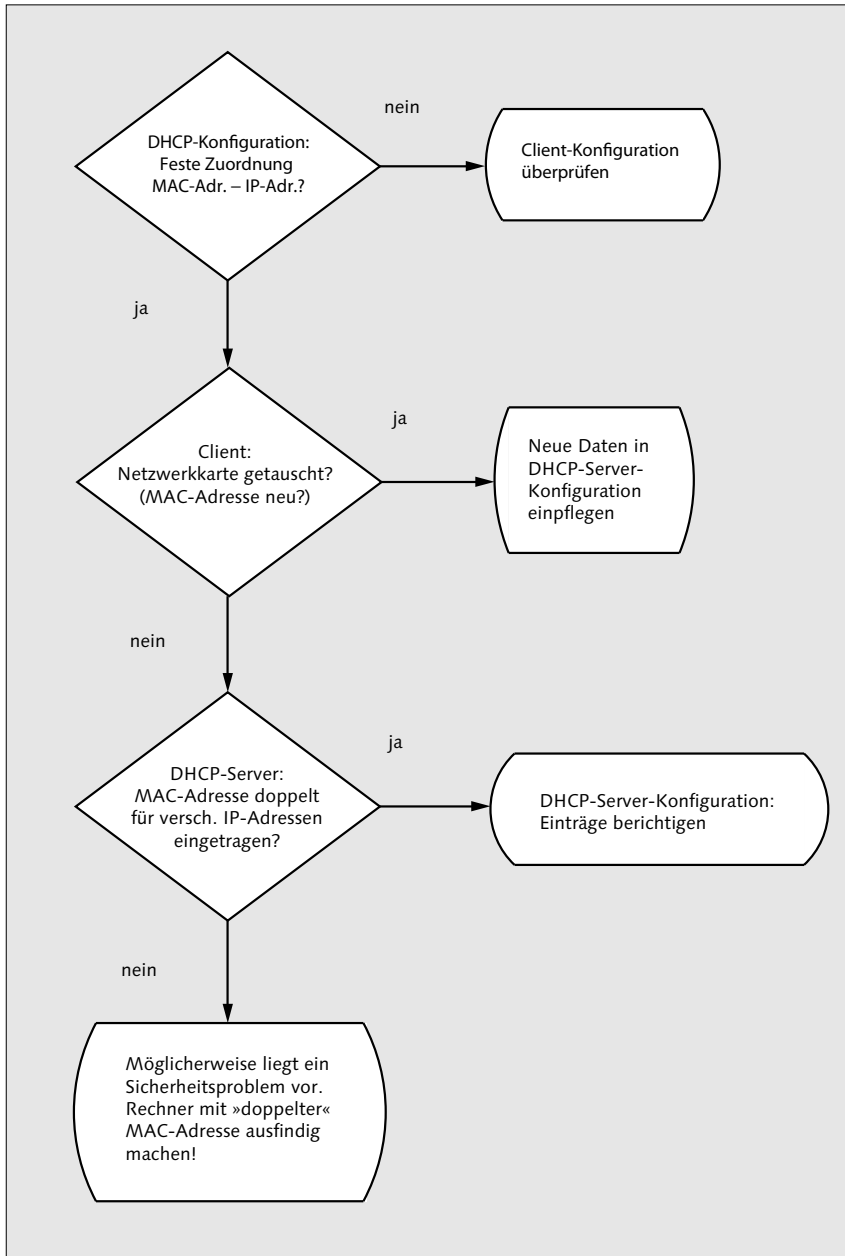 DHCP-Konfiguration:
Feste Zuordnung
MAC-Adr. – IP-Adr.?
nein
Client-Konfiguration
überprüfen
ja
Client:
Netzwerkkarte getauscht?
(MAC-Adresse neu?)
ja
Neue Daten in
DHCP-Server-
Konfiguration
einpflegen
nein
DHCP-Server:
MAC-Adresse doppelt
für versch. IP-Adressen
eingetragen?
ja
DHCP-Server-Konfiguration:
Einträge berichtigen
nein
Möglicherweise liegt ein
Sicherheitsproblem vor.
Rechner mit »doppelter«
MAC-Adresse ausfindig
machen!